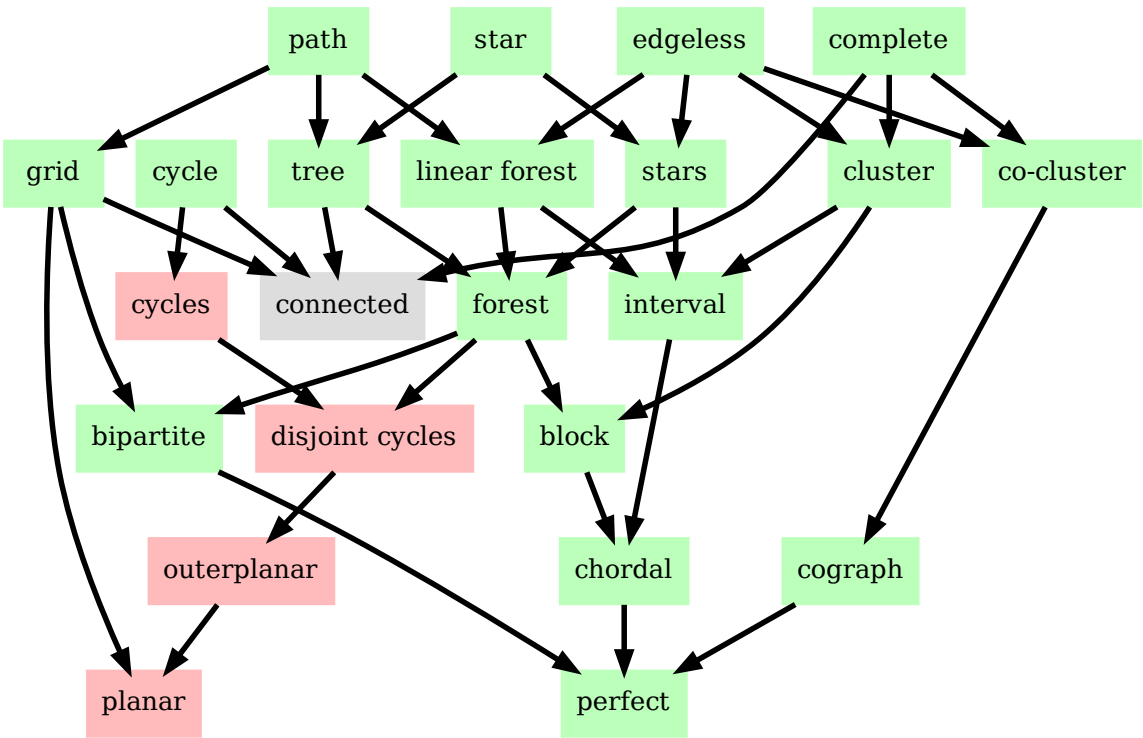 path
star
edgeless
complete
grid
cycle
tree
linear forest
stars
cluster
co-cluster
cycles
connected
forest
interval
bipartite
disjoint cycles
block
outerplanar
chordal
cograph
planar
perfect